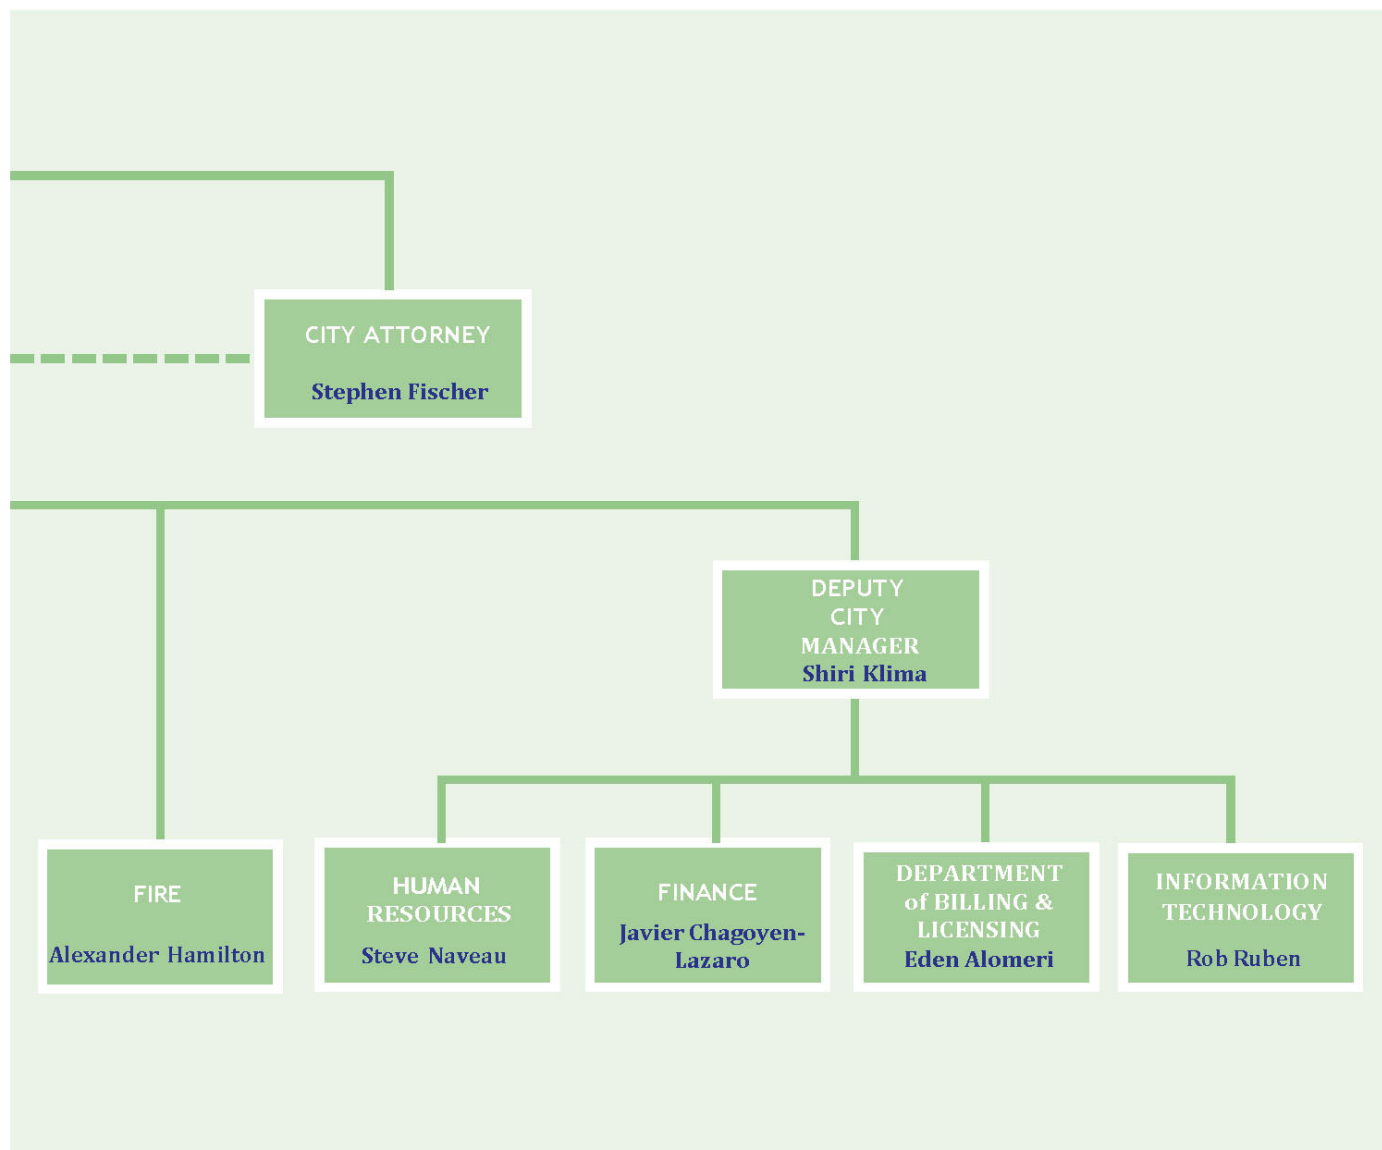 CITY ATTORNEY
Stephen Fischer
DEPUTY
CITY
MANAGER
Shiri Klima
FIRE
Alexander Hamilton
HUMAN
RESOURCES
Steve Naveau
FINANCE
Javier Chagoyen-
Lazaro
DEPARTMENT
of BILLING &
LICENSING
Eden Alomeri
INFORMATION
TECHNOLOGY
Rob Ruben